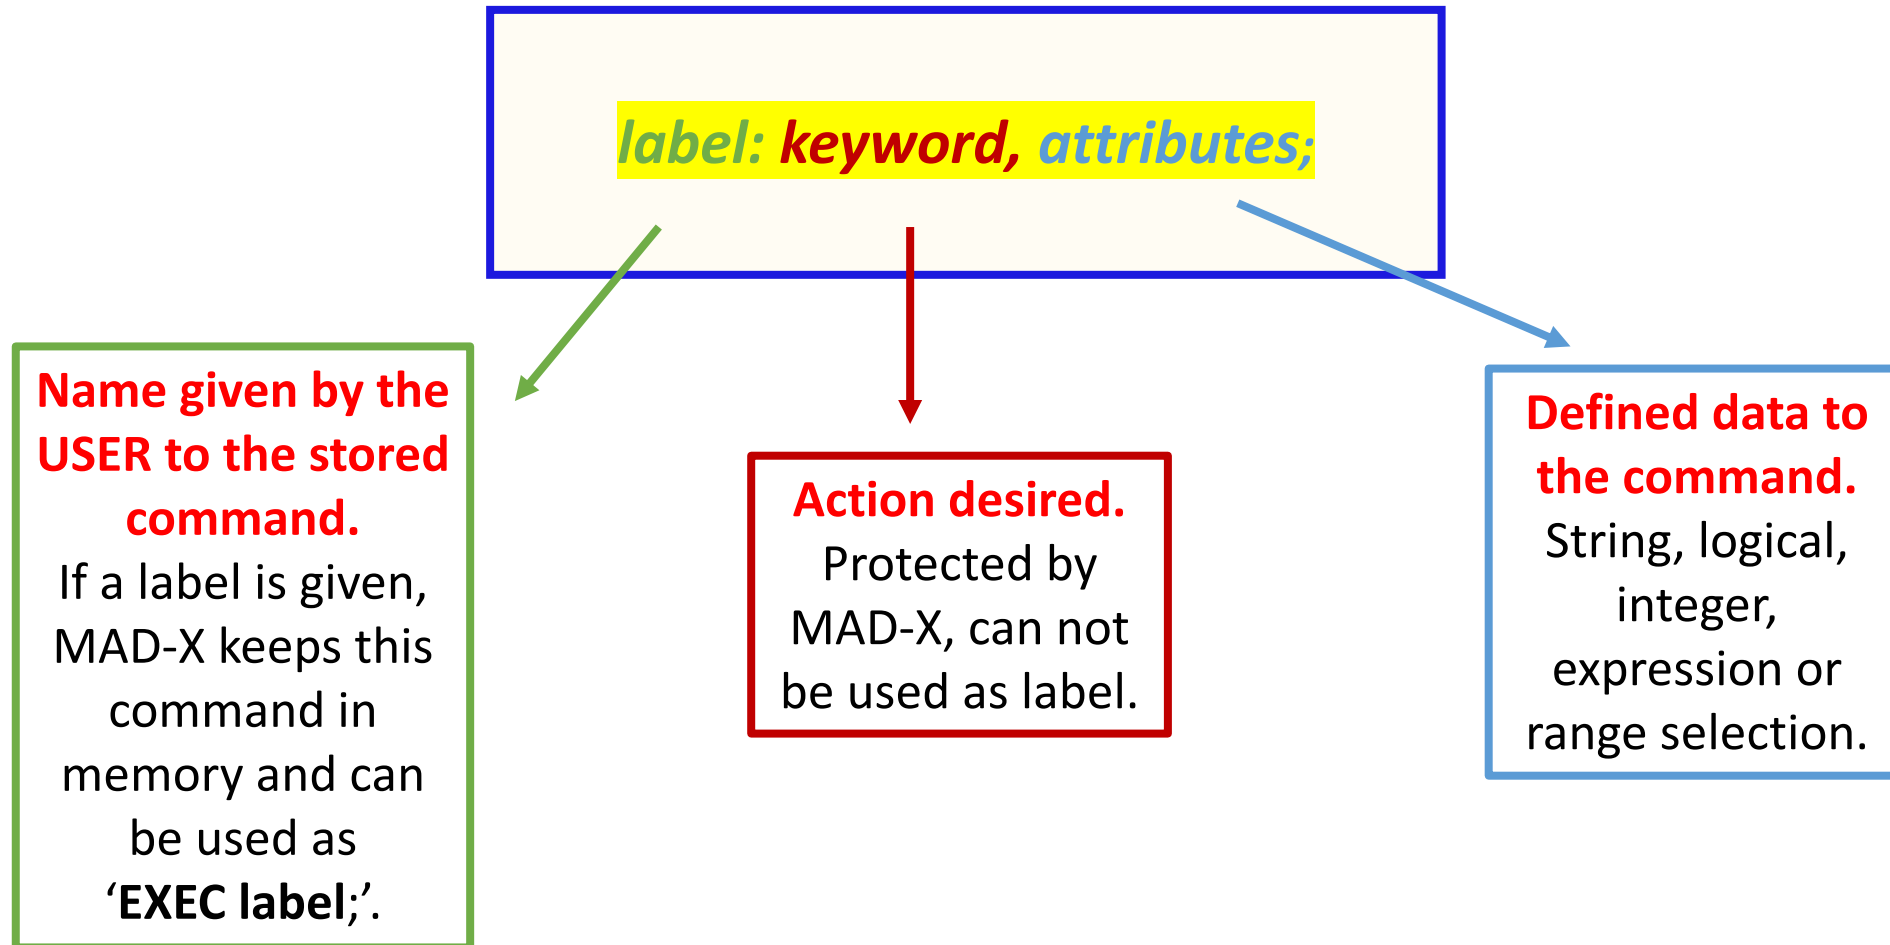 label: keyword, attributes;
Name given by the
USER to the stored
command.
If a label is given,
MAD-X keeps this
command in
memory and can
be used as
‘EXEC label;’.
Action desired.
Protected by
MAD-X, can not
be used as label.
Defined data to
the command.
String, logical,
integer,
expression or
range selection.